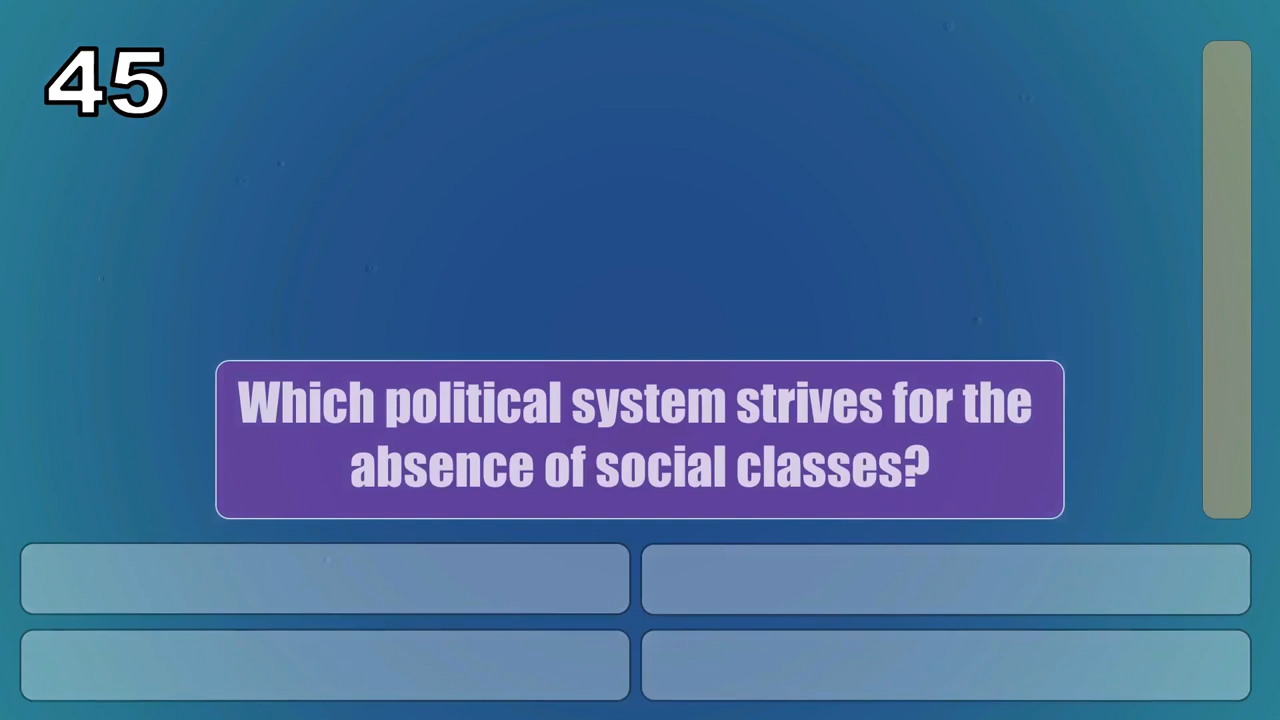 45
Which political system strives for the
absence of social classes?